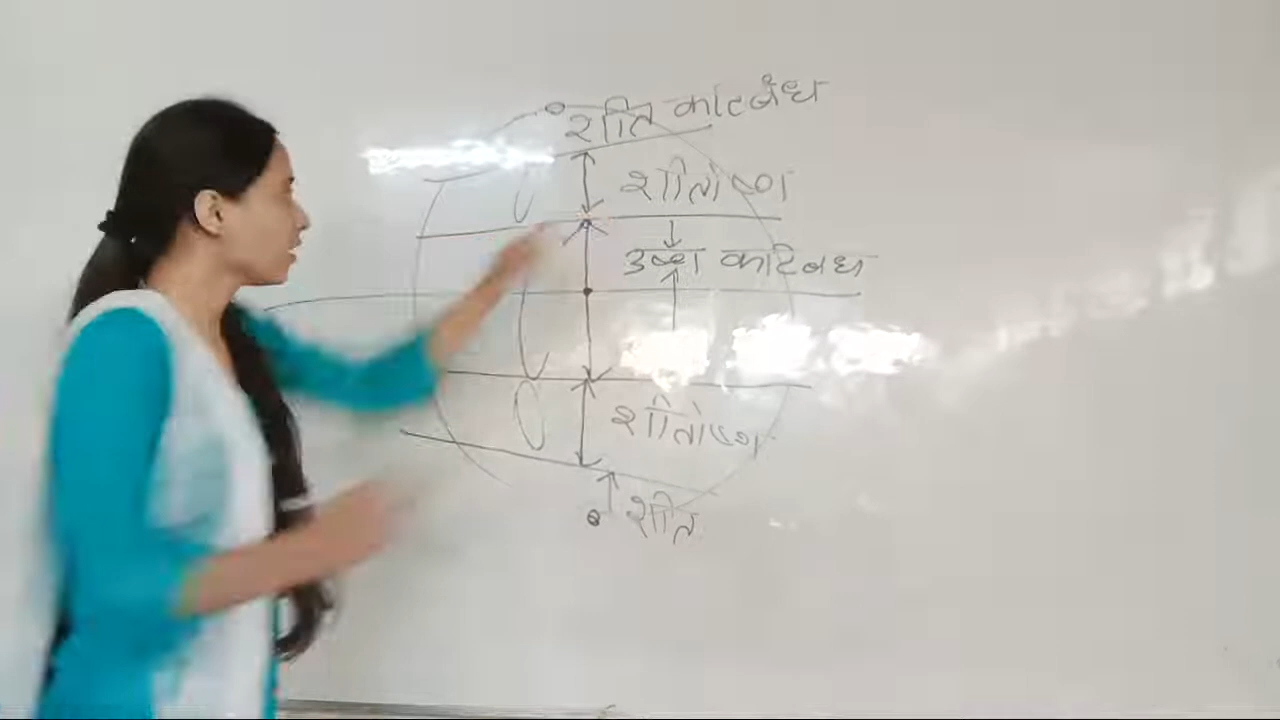 शीत कटिबंध
शीतोष्ण
उष्ण कटिबंध
शीतोष्ण
शीत